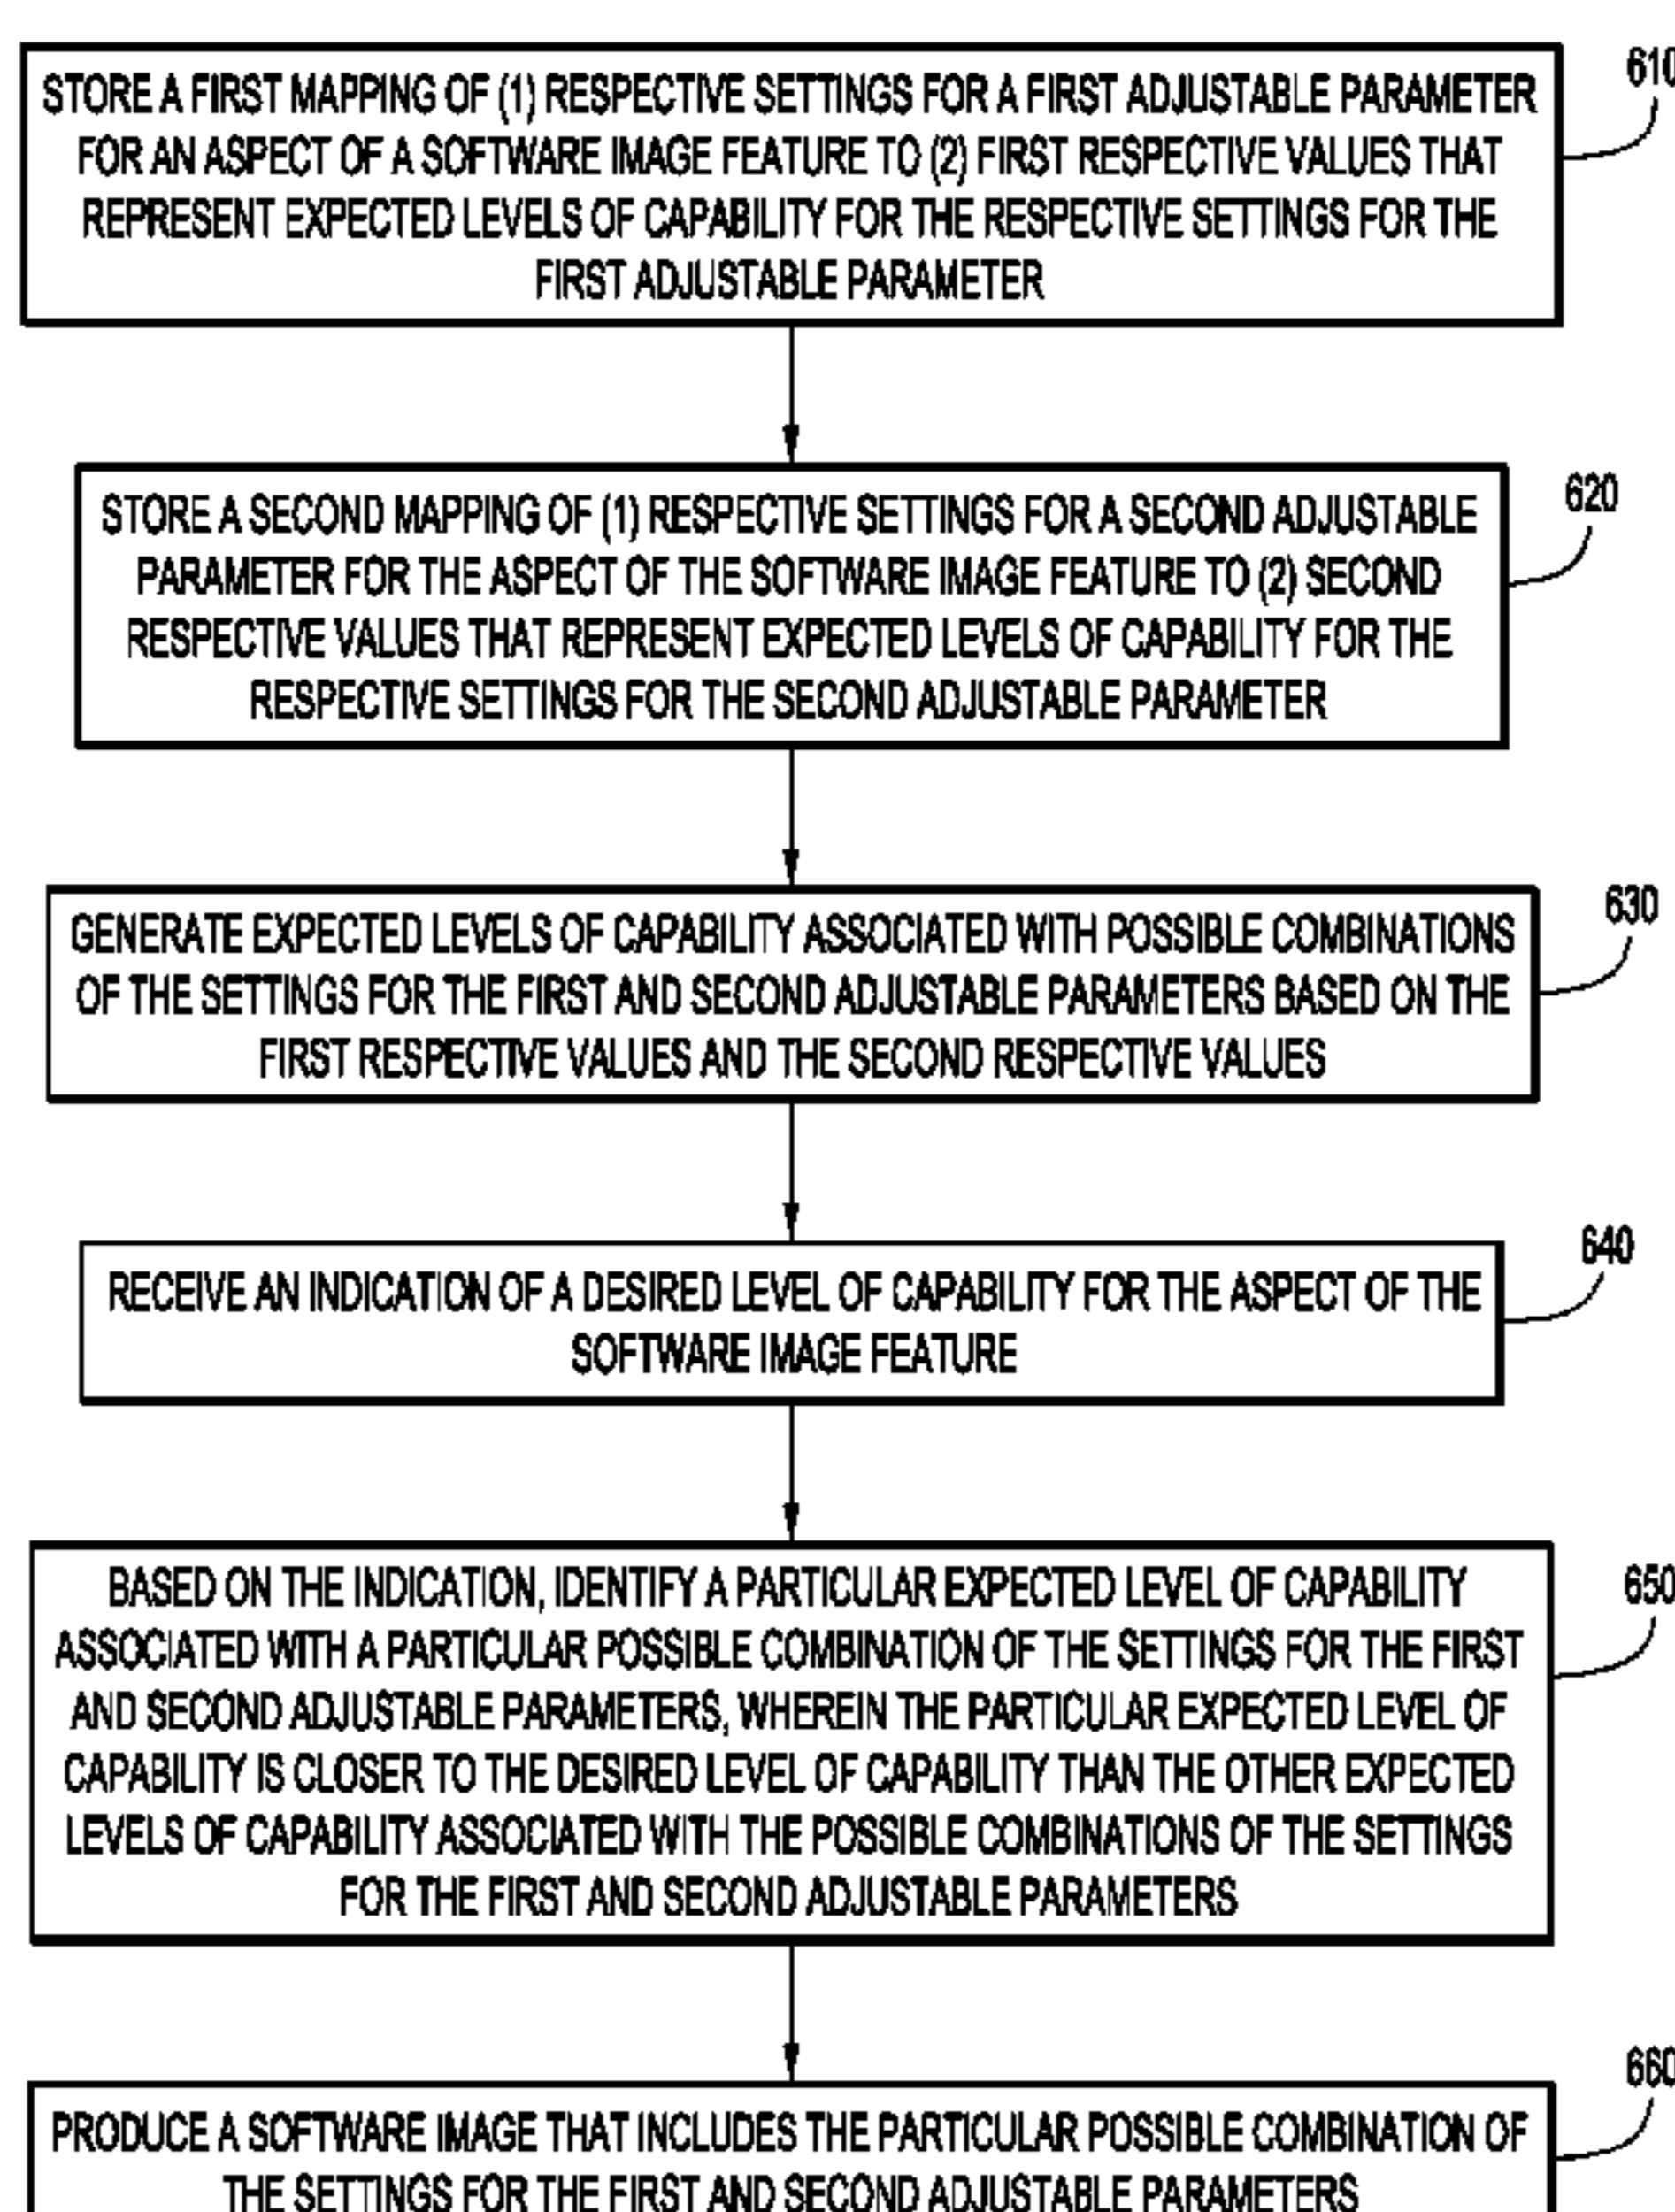 610
STORE A FIRST MAPPING OF (1) RESPECTIVE SETTINGS FOR A FIRST ADJUSTABLE PARAMETER
FOR AN ASPECT OF A SOFTWARE IMAGE FEATURE TO (2) FIRST RESPECTIVE VALUES THAT
REPRESENT EXPECTED LEVELS OF CAPABILITY FOR THE RESPECTIVE SETTINGS FOR THE
FIRST ADJUSTABLE PARAMETER
620
STORE A SECOND MAPPING OF (1) RESPECTIVE SETTINGS FOR A SECOND ADJUSTABLE
PARAMETER FOR THE ASPECT OF THE SOFTWARE IMAGE FEATURE TO (2) SECOND
RESPECTIVE VALUES THAT REPRESENT EXPECTED LEVELS OF CAPABILITY FOR THE
RESPECTIVE SETTINGS FOR THE SECOND ADJUSTABLE PARAMETER
630
GENERATE EXPECTED LEVELS OF CAPABILITY ASSOCIATED WITH POSSIBLE COMBINATIONS
OF THE SETTINGS FOR THE FIRST AND SECOND ADJUSTABLE PARAMETERS BASED ON THE
FIRST RESPECTIVE VALUES AND THE SECOND RESPECTIVE VALUES
640
RECEIVE AN INDICATION OF A DESIRED LEVEL OF CAPABILITY FOR THE ASPECT OF THE
SOFTWARE IMAGE FEATURE
650
BASED ON THE INDICATION, IDENTIFY A PARTICULAR EXPECTED LEVEL OF CAPABILITY
ASSOCIATED WITH A PARTICULAR POSSIBLE COMBINATION OF THE SETTINGS FOR THE FIRST
AND SECOND ADJUSTABLE PARAMETERS, WHEREIN THE PARTICULAR EXPECTED LEVEL OF
CAPABILITY IS CLOSER TO THE DESIRED LEVEL OF CAPABILITY THAN THE OTHER EXPECTED
LEVELS OF CAPABILITY ASSOCIATED WITH THE POSSIBLE COMBINATIONS OF THE SETTINGS
FOR THE FIRST AND SECOND ADJUSTABLE PARAMETERS
660
PRODUCE A SOFTWARE IMAGE THAT INCLUDES THE PARTICULAR POSSIBLE COMBINATION OF
THE SETTINGS FOR THE FIRST AND SECOND ADJUSTABLE PARAMETERS